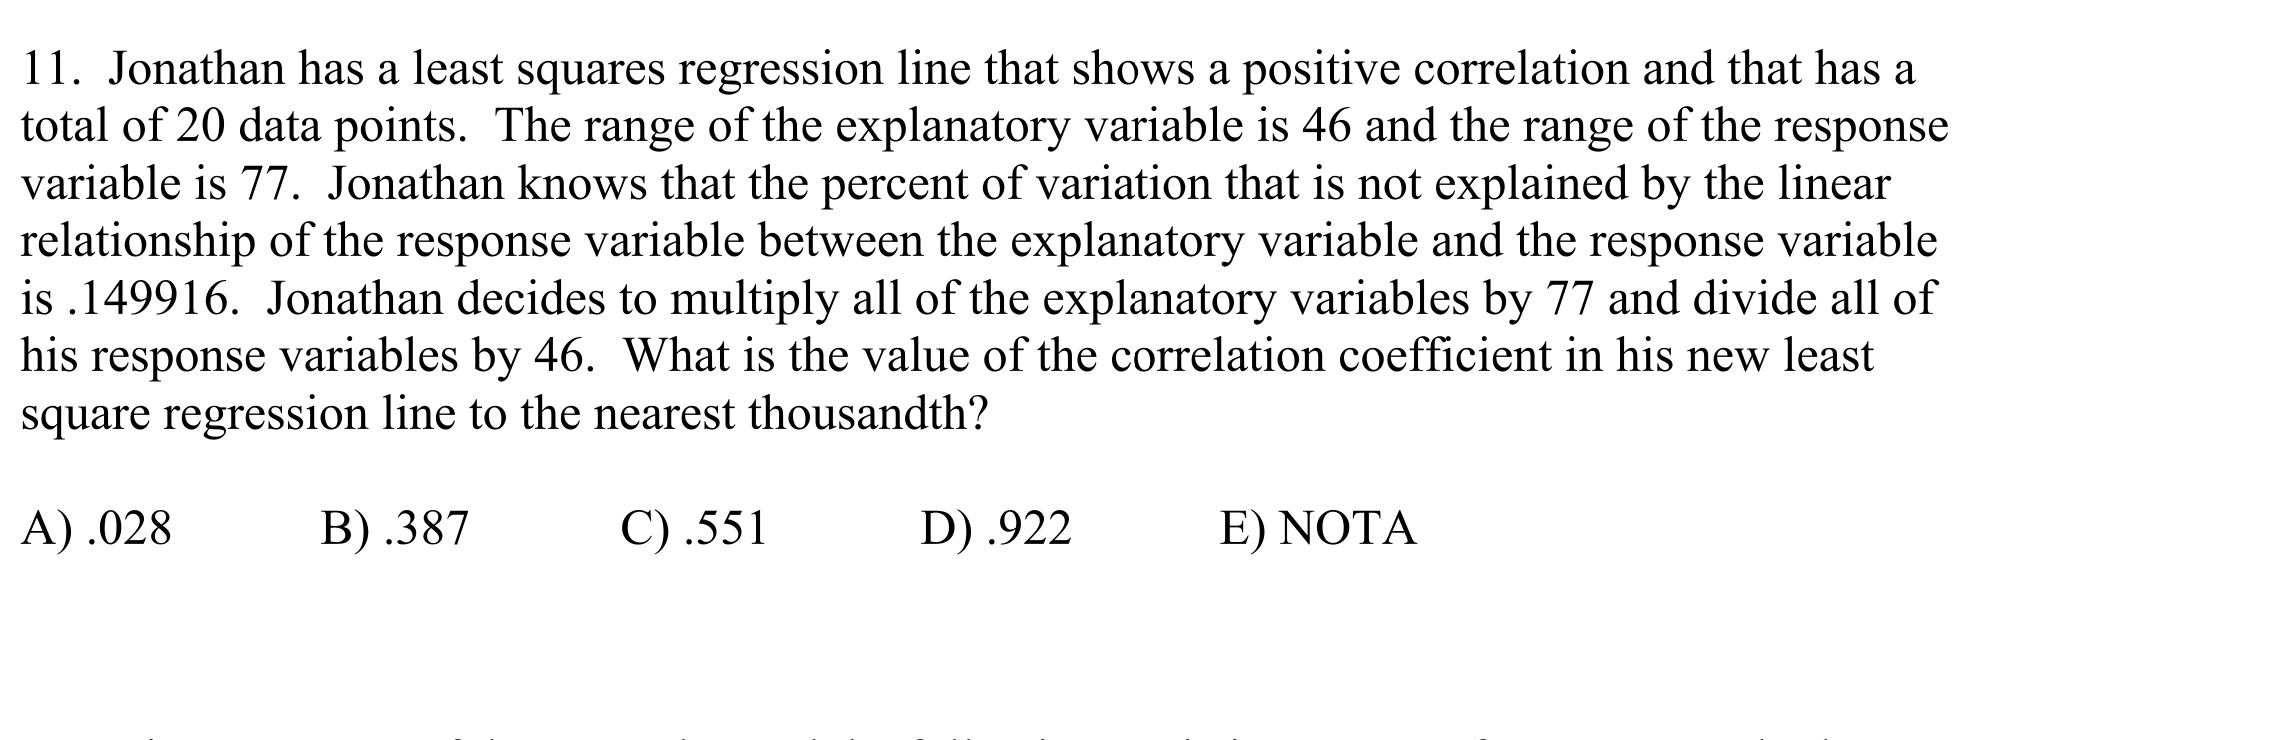 11.  Jonathan has a least squares regression line that shows a positive correlation and that has a
total of 20 data points.  The range of the explanatory variable is 46 and the range of the response
variable is 77.  Jonathan knows that the percent of variation that is not explained by the linear
relationship of the response variable between the explanatory variable and the response variable
is .149916.  Jonathan decides to multiply all of the explanatory variables by 77 and divide all of
his response variables by 46.  What is the value of the correlation coefficient in his new least
square regression line to the nearest thousandth?
A) .028 B) .387 C) .551 D) .922 E) NOTA